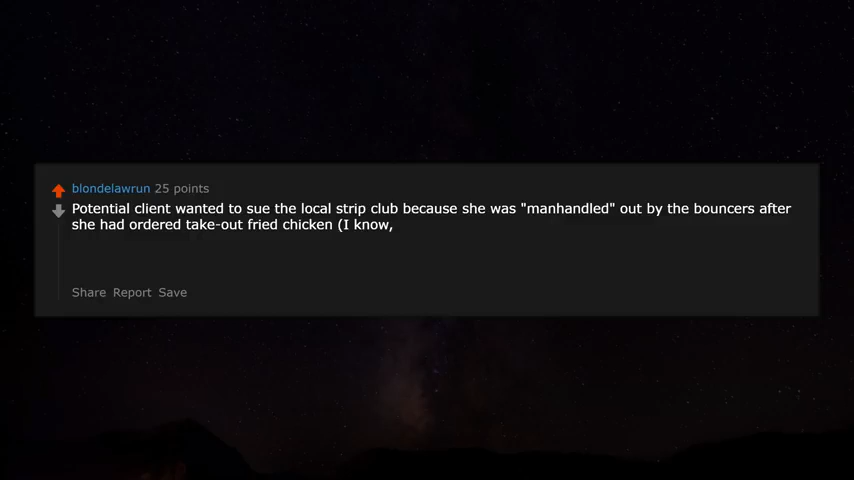 blondelawrun 25 points
Potential client wanted to sue the local strip club because she was "manhandled" out by the bouncers after
she had ordered take-out fried chicken (I know,
Share Report Save